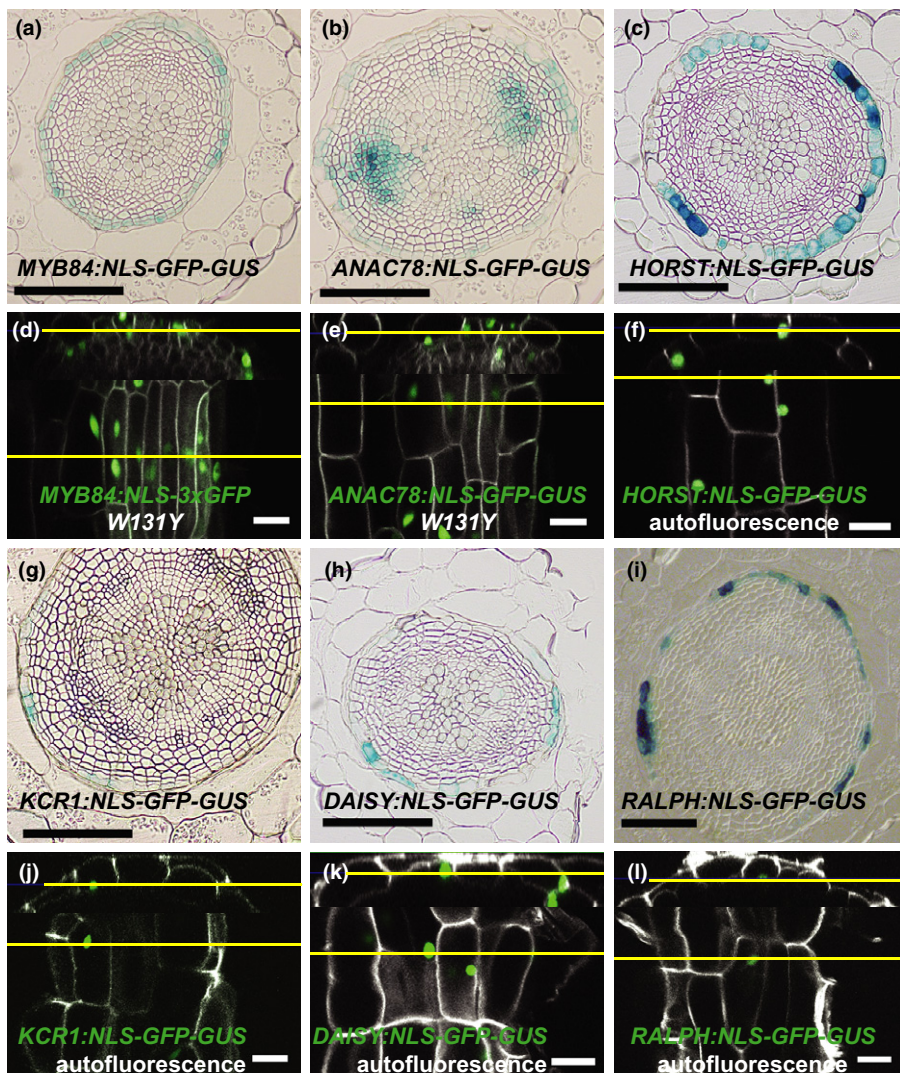 (a)
(b)
(c)
MYB84:NLS-GFP-GUS
ANAC78:NLS-GFP-GUS
HORST:NLS-GFP-GUS
(d)
(e)
(f)
MYB84:NLS-3xGFP
W131Y
ANAC78:NLS-GFP-GUS
W131Y
HORST:NLS-GFP-GUS
autofluorescence
(g)
(h)
(i)
KCR1:NLS-GFP-GUS
DAISY:NLS-GFP-GUS
RALPH:NLS-GFP-GUS
(j)
(k)
(l)
KCR1:NLS-GFP-GUS
autofluorescence
DAISY:NLS-GFP-GUS
autofluorescence
RALPH:NLS-GFP-GUS
autofluorescence